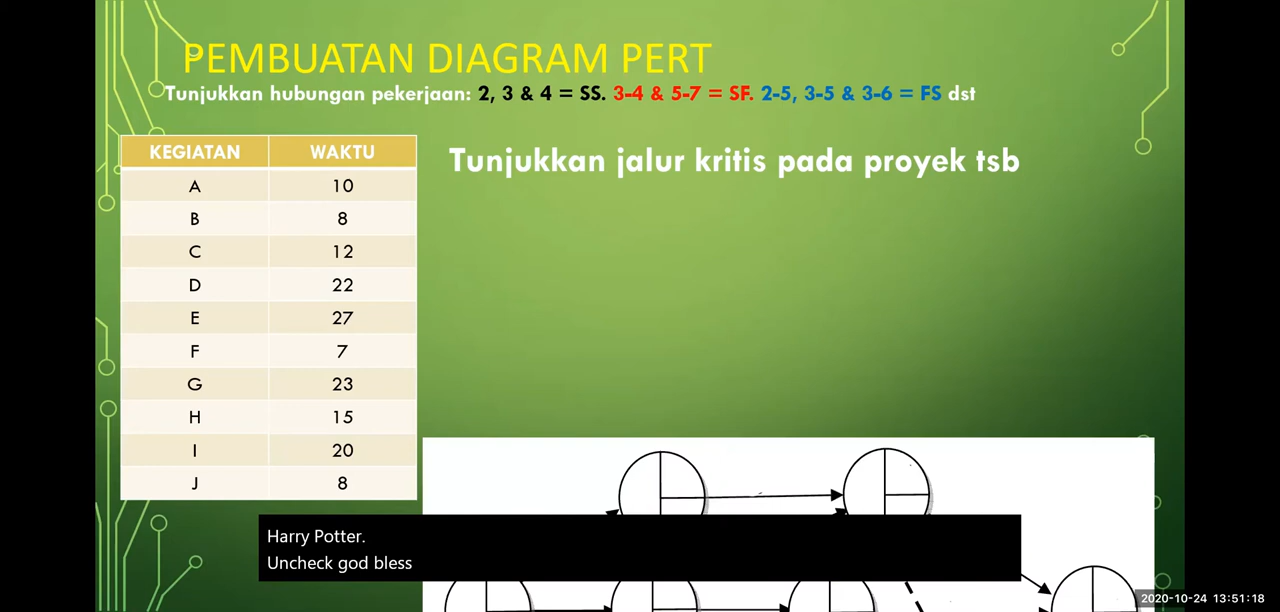 PEMBUATAN DIAGRAM PERT
Tunjukkan hubungan pekerjaan: 2, 3 & 4 = SS. 3-4 & 5-7 = SF. 2-5, 3-5 & 3-6 = FS dst
KEGIATAN WAKTU
A 10
B 8
C 12
D 22
E 27
F 7
G 23
H 15
I 20
J 8
Tunjukkan jalur kritis pada proyek tsb
Harry Potter.
Uncheck god bless
2020-10-24 13:51:18